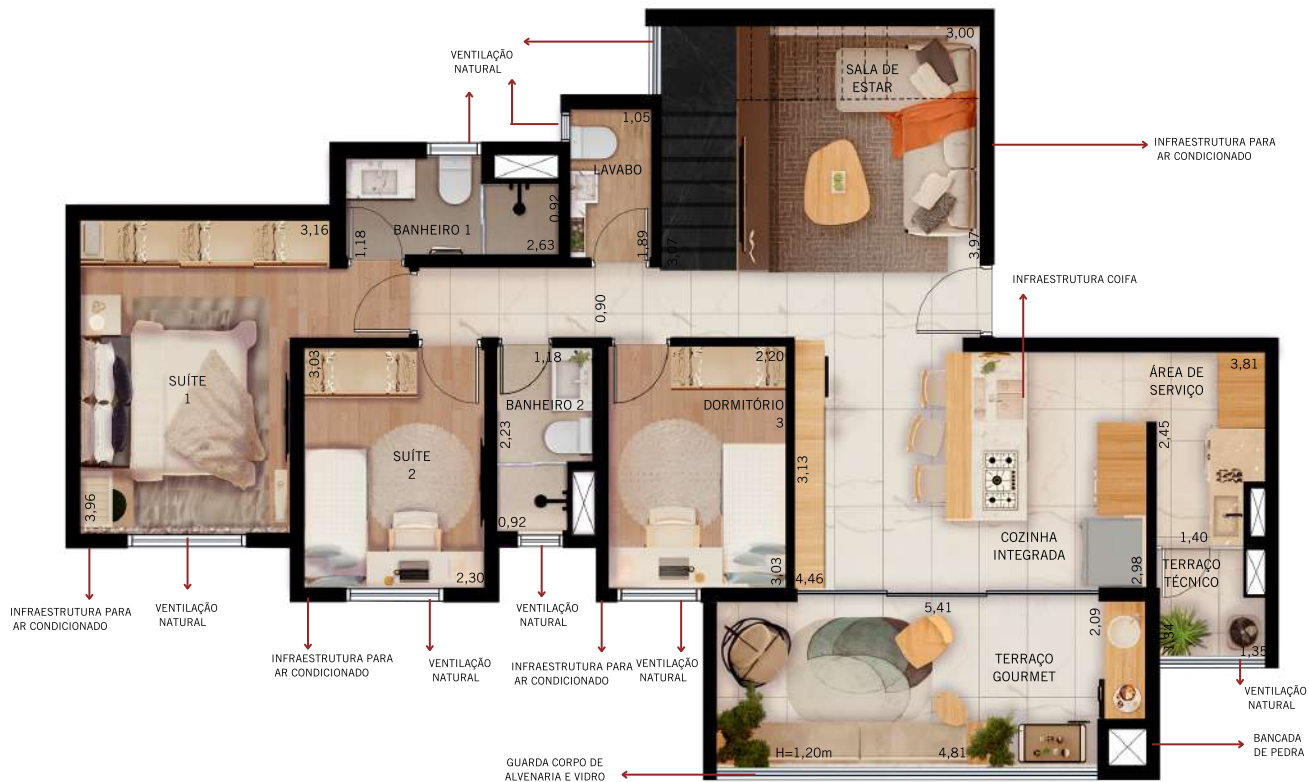 3,00
VENTILAÇÃO
NATURAL
SALA DE
ESTAR
1,05
INFRAESTRUTURA PARA
AR CONDICIONADO
LAVABO
0,92
3,16
1,18
BANHEIRO 1
2,63
1,89
3,07
3,97
INFRAESTRUTURA COIFA
0,90
3,03
1,18
2,20
3,81
ÁREA DE
SERVIÇO
SUÍTE
1
BANHEIRO 2
DORMITÓRIO
3
2,23
2,45
SUÍTE
2
3,13
3,96
0,92
COZINHA
INTEGRADA
1,40
TERRAÇO
TÉCNICO
2,30
3,03
4,46
2,98
INFRAESTRUTURA PARA
AR CONDICIONADO
VENTILAÇÃO
NATURAL
VENTILAÇÃO
NATURAL
5,41
2,09
1,35
INFRAESTRUTURA PARA
AR CONDICIONADO
VENTILAÇÃO
NATURAL
INFRAESTRUTURA PARA
AR CONDICIONADO
VENTILAÇÃO
NATURAL
TERRAÇO
GOURMET
VENTILAÇÃO
NATURAL
H=1,20m
4,81
BANCADA
DE PEDRA
GUARDA CORPO DE
ALVENARIA E VIDRO